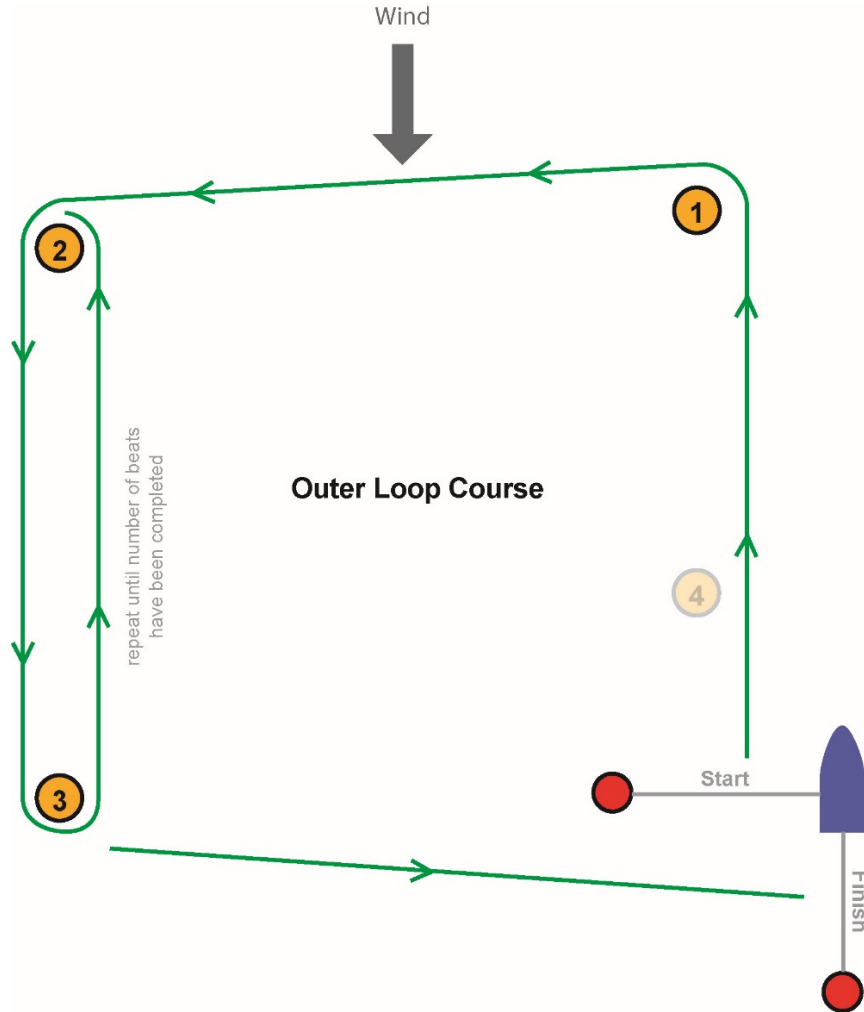 Wind
1
2
repeat until number of beats
have been completed
Outer Loop Course
4
3
Start
Finish